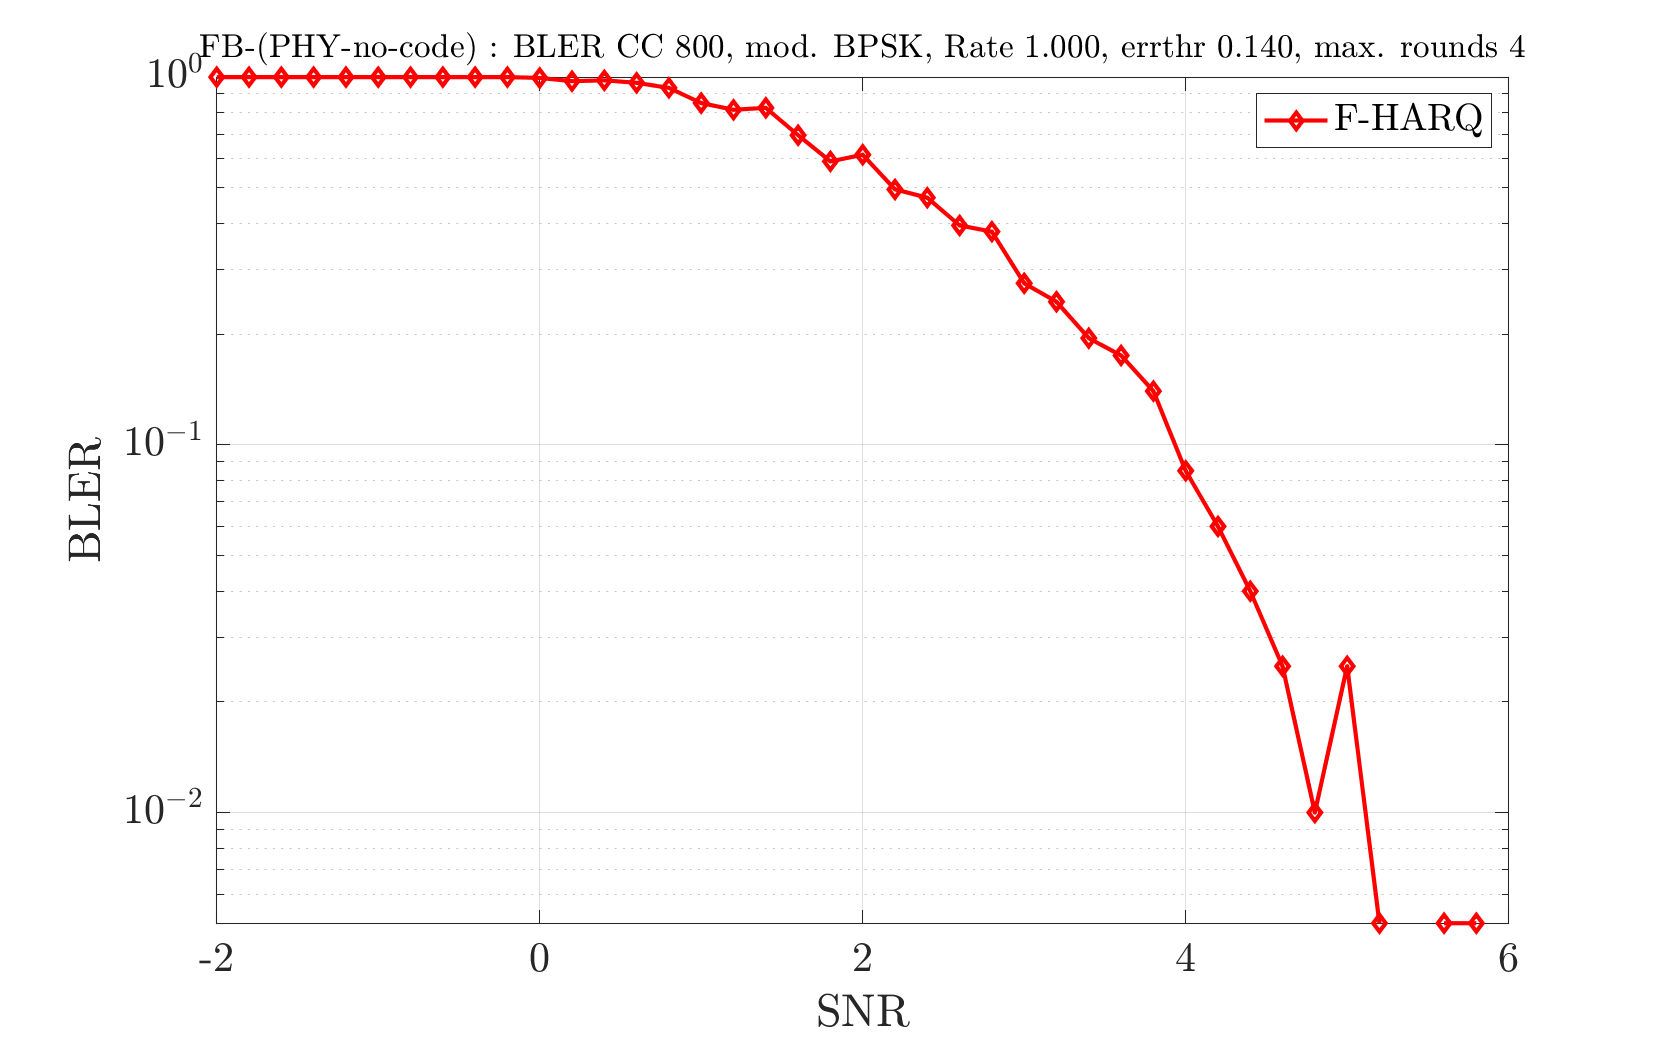 FB-(PHY-no-code) : BLER CC 800, mod. BPSK, Rate 1.000, errthr 0.140, max. rounds 4
10^0
F-HARQ
10^{-1}
BLER
10^{-2}
-2 0 2 4 6
SNR